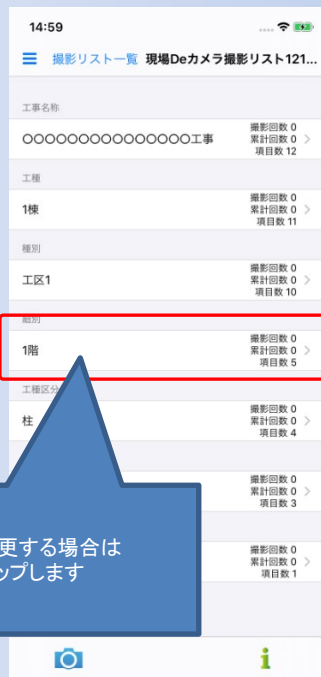 14:59
撮影リスト一覧 現場Deカメラ撮影リスト121...
工事名称
〇〇〇〇〇〇〇〇〇〇〇〇〇〇〇工事
撮影回数 0
累計回数 0
項目数 12
工種
1棟
撮影回数 0
累計回数 0
項目数 11
種別
工区1
撮影回数 0
累計回数 0
項目数 10
細別
1階
撮影回数 0
累計回数 0
項目数 5
工種区分
柱
撮影回数 0
累計回数 0
項目数 4
撮影回数 0
累計回数 0
項目数 3
更する場合は
ップします
撮影回数 0
累計回数 0
項目数 1